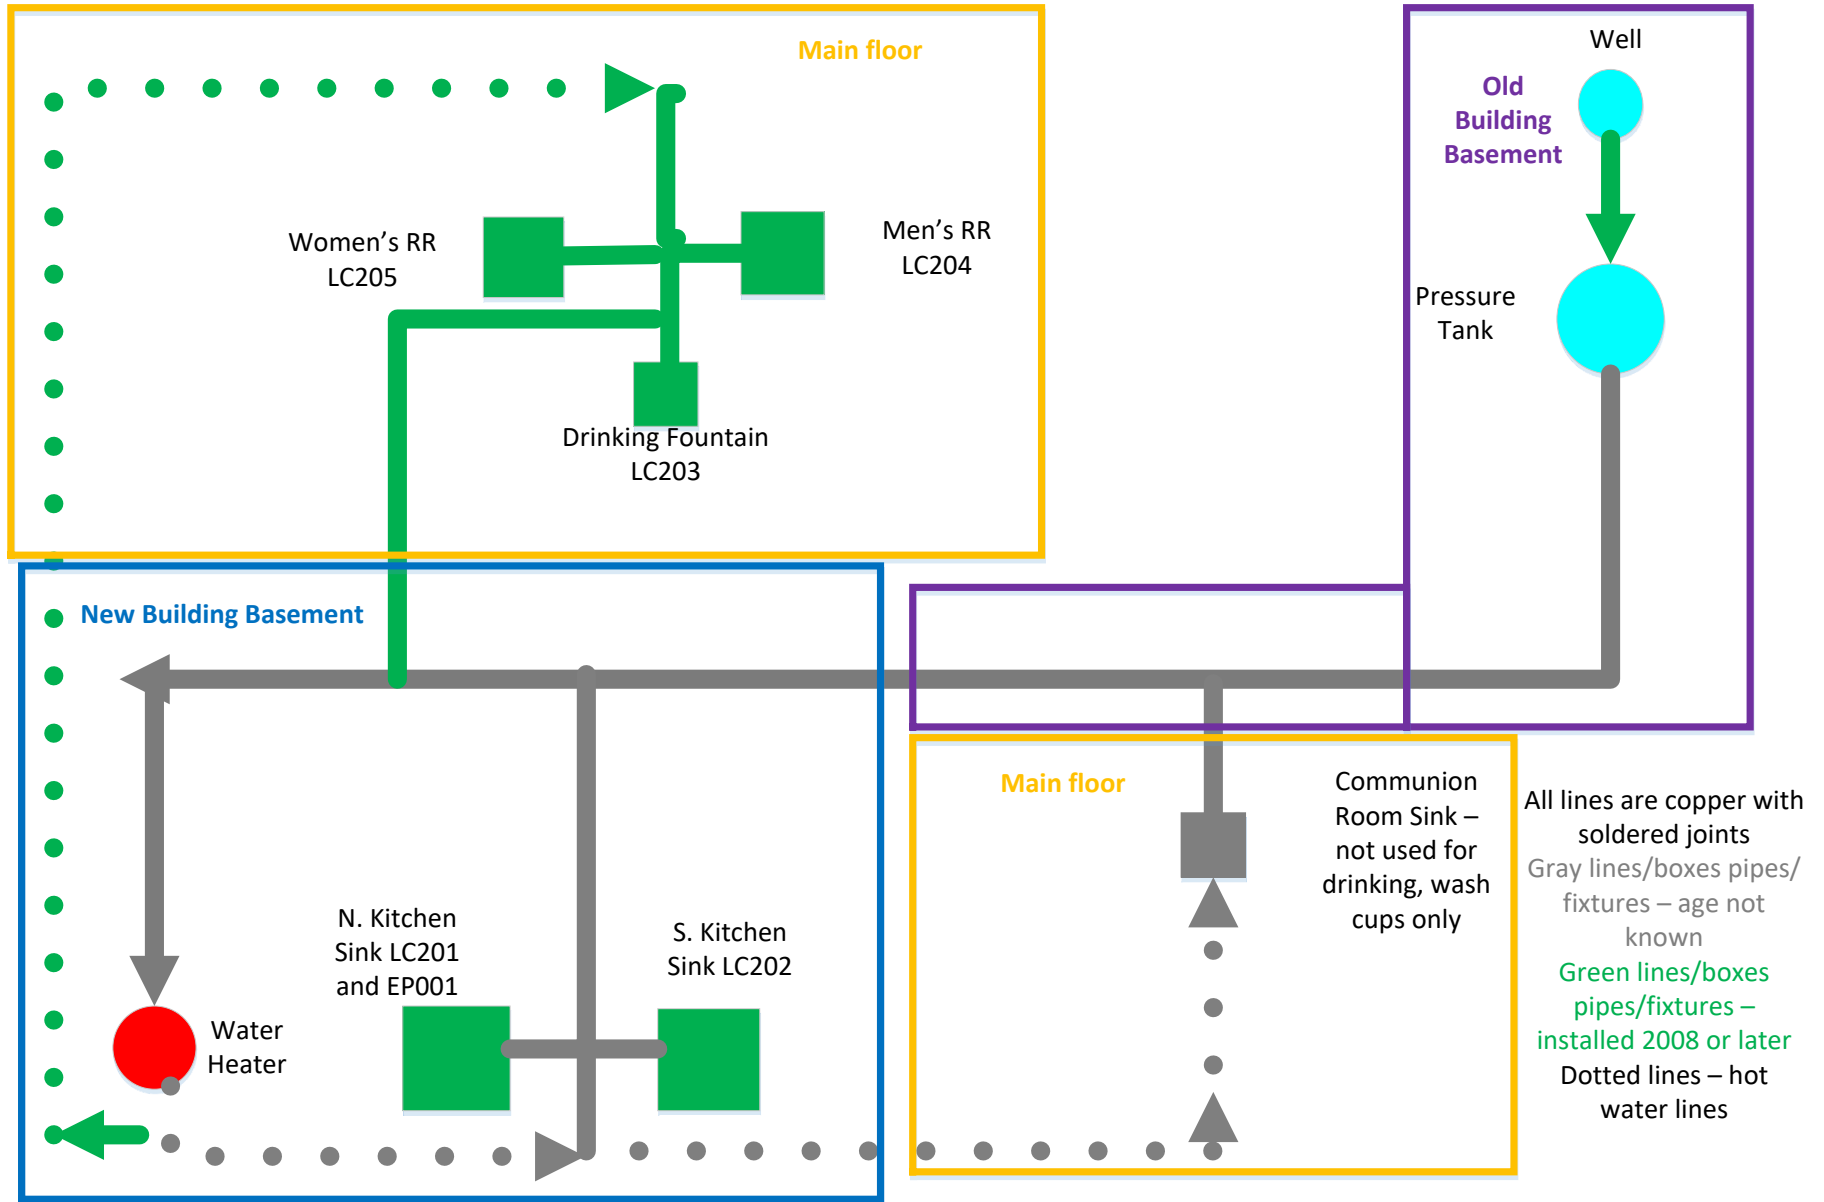 Main floor
Well
Old
Building
Basement
Women's RR
LC205
Men's RR
LC204
Pressure
Tank
Drinking Fountain
LC203
New Building Basement
Main floor
Communion
Room Sink –
not used for
drinking, wash
cups only
All lines are copper with
soldered joints
Gray lines/boxes pipes/
fixtures – age not
known
Green lines/boxes
pipes/fixtures –
installed 2008 or later
Dotted lines – hot
water lines
N. Kitchen
Sink LC201
and EP001
S. Kitchen
Sink LC202
Water
Heater